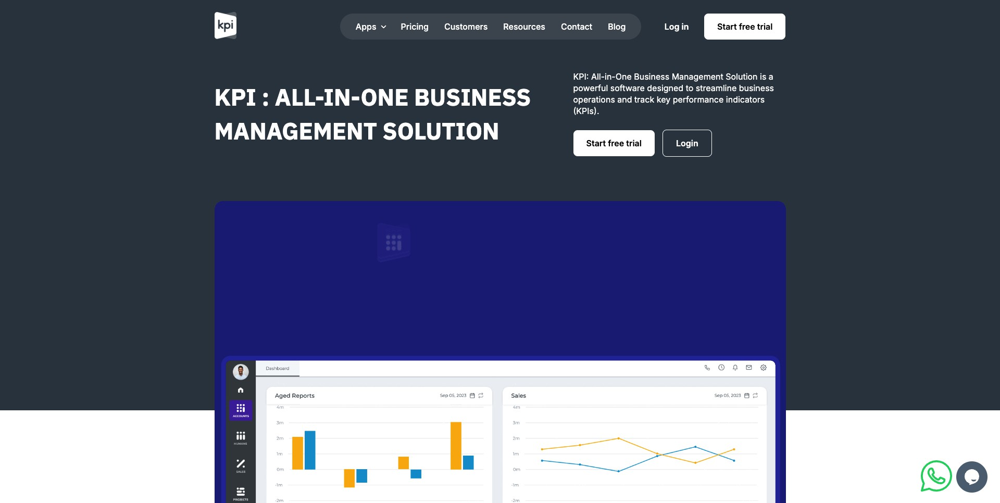 kpi
Apps
Pricing
Customers
Resources
Contact
Blog
Log in
Start free trial
KPI : ALL-IN-ONE BUSINESS
MANAGEMENT SOLUTION
KPI: All-in-One Business Management Solution is a
powerful software designed to streamline business
operations and track key performance indicators
(KPIs).
Start free trial
Login
Dashboard
ACCOUNTS
HUMANS
SALES
PROJECTS
Aged Reports
Sep 05, 2023
4m
3m
2m
1m
0m
-1m
-2m
Sales
Sep 05, 2023
4m
3m
2m
1m
0m
-1m
-2m